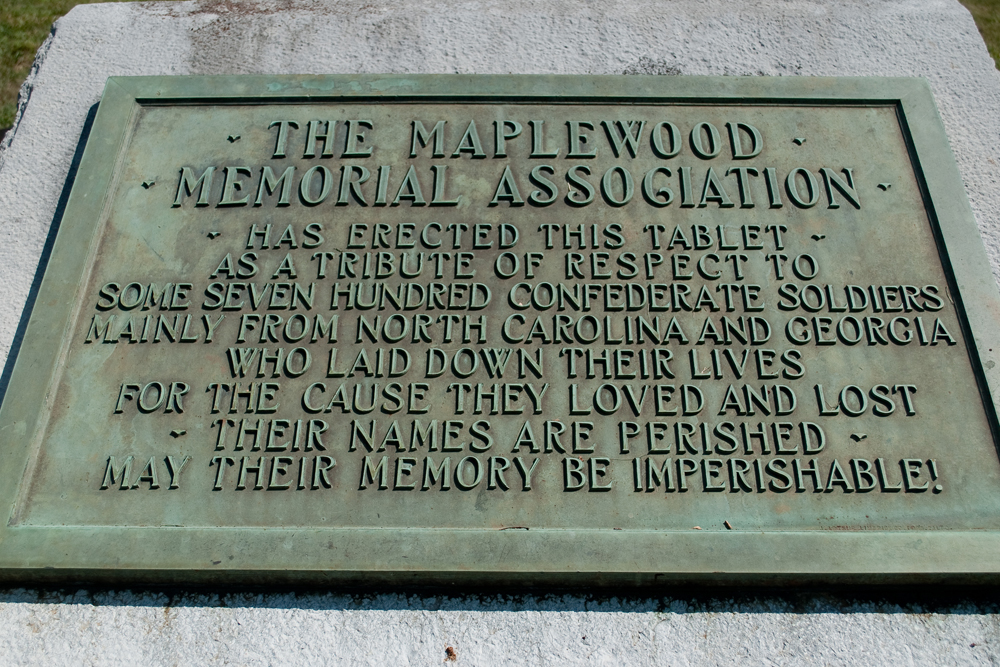 THE MAPLEWOOD
MEMORIAL ASSOCIATION
HAS ERECTED THIS TABLET
AS A TRIBUTE OF RESPECT TO
SOME SEVEN HUNDRED CONFEDERATE SOLDIERS
MAINLY FROM NORTH CAROLINA AND GEORGIA
WHO LAID DOWN THEIR LIVES
FOR THE CAUSE THEY LOVED AND LOST
THEIR NAMES ARE PERISHED
MAY THEIR MEMORY BE IMPERISHABLE!